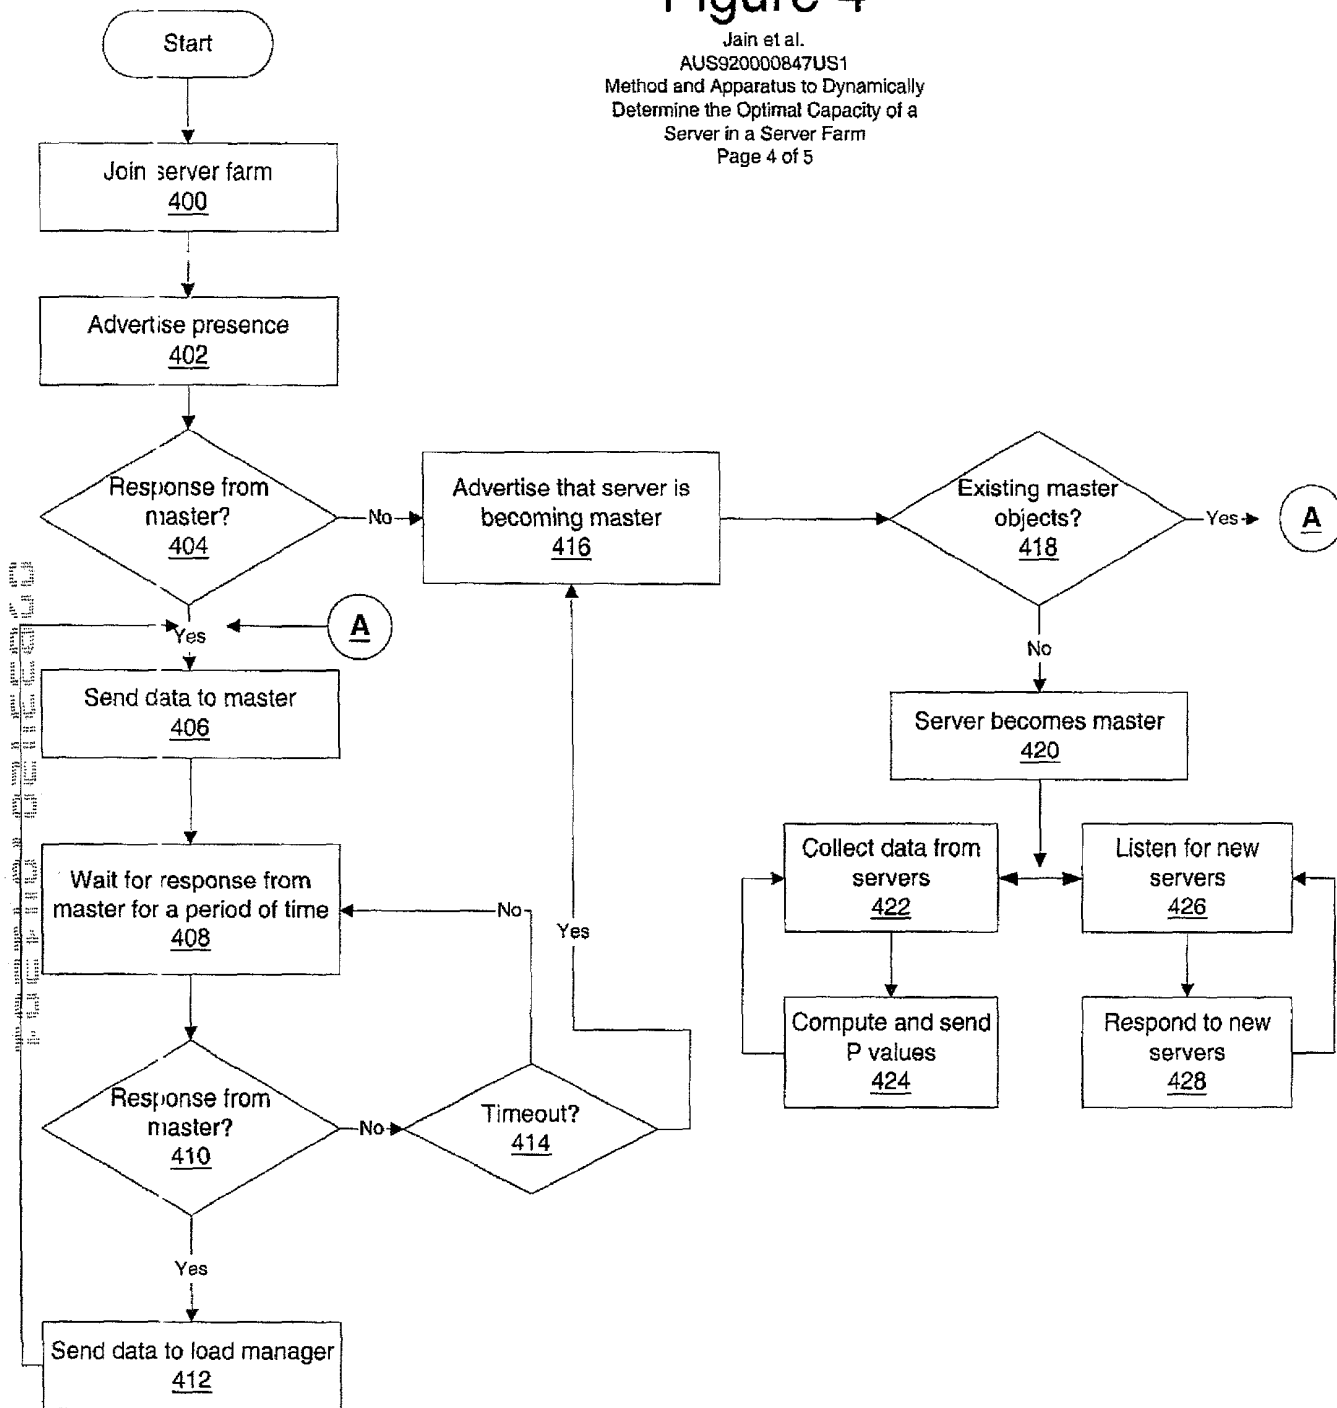 Figure 4
Jain et al.
AUS920000847US1
Method and Apparatus to Dynamically
Determine the Optimal Capacity of a
Server in a Server Farm
Page 4 of 5
Start
Join server farm
400
Advertise presence
402
Response from
master?
404
No
Advertise that server is
becoming master
416
Existing master
objects?
418
Yes
A
Yes
A
No
Send data to master
406
Server becomes master
420
Wait for response from
master for a period of time
408
No
Yes
Collect data from
servers
422
Listen for new
servers
426
Compute and send
P values
424
Respond to new
servers
428
Response from
master?
410
No
Timeout?
414
Yes
Send data to load manager
412